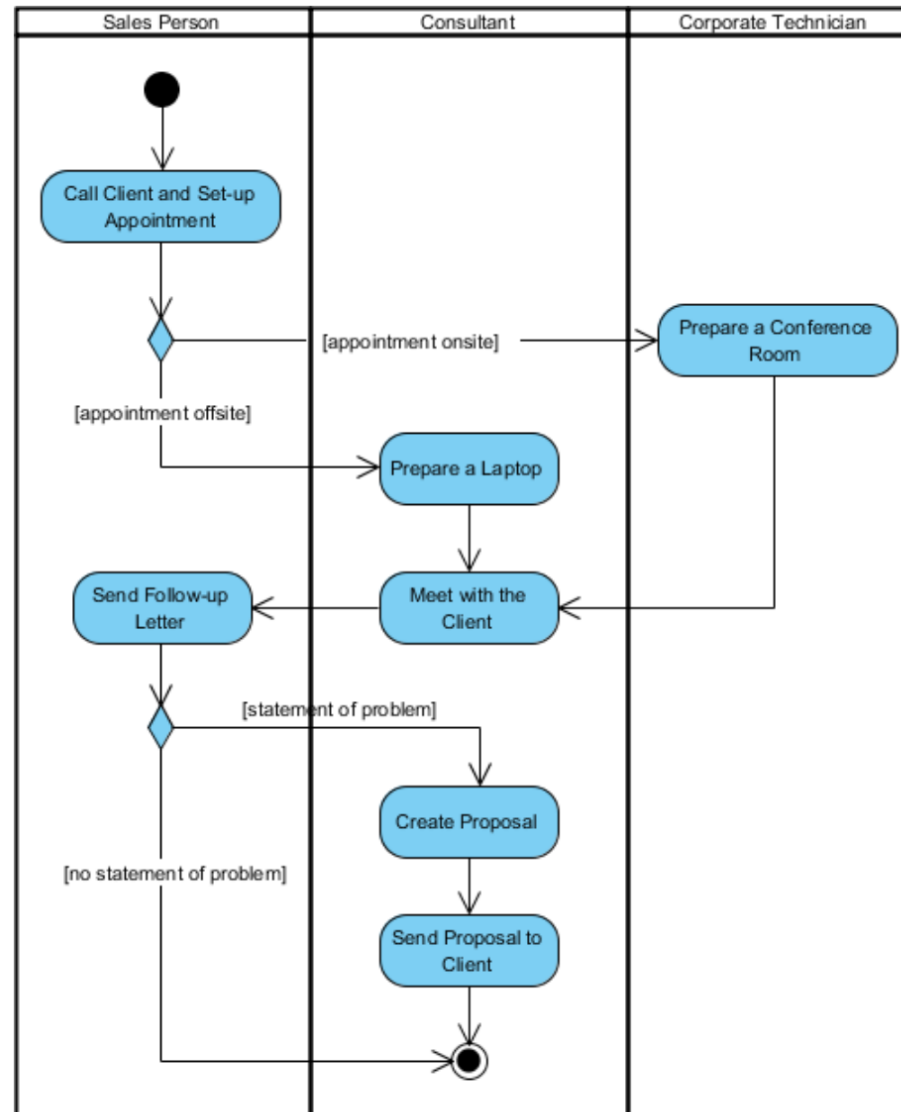 Sales Person
Consultant
Corporate Technician
Call Client and Set-up
Appointment
[appointment onsite]
Prepare a Conference
Room
[appointment offsite]
Prepare a Laptop
Send Follow-up
Letter
Meet with the
Client
[statement of problem]
Create Proposal
[no statement of problem]
Send Proposal to
Client